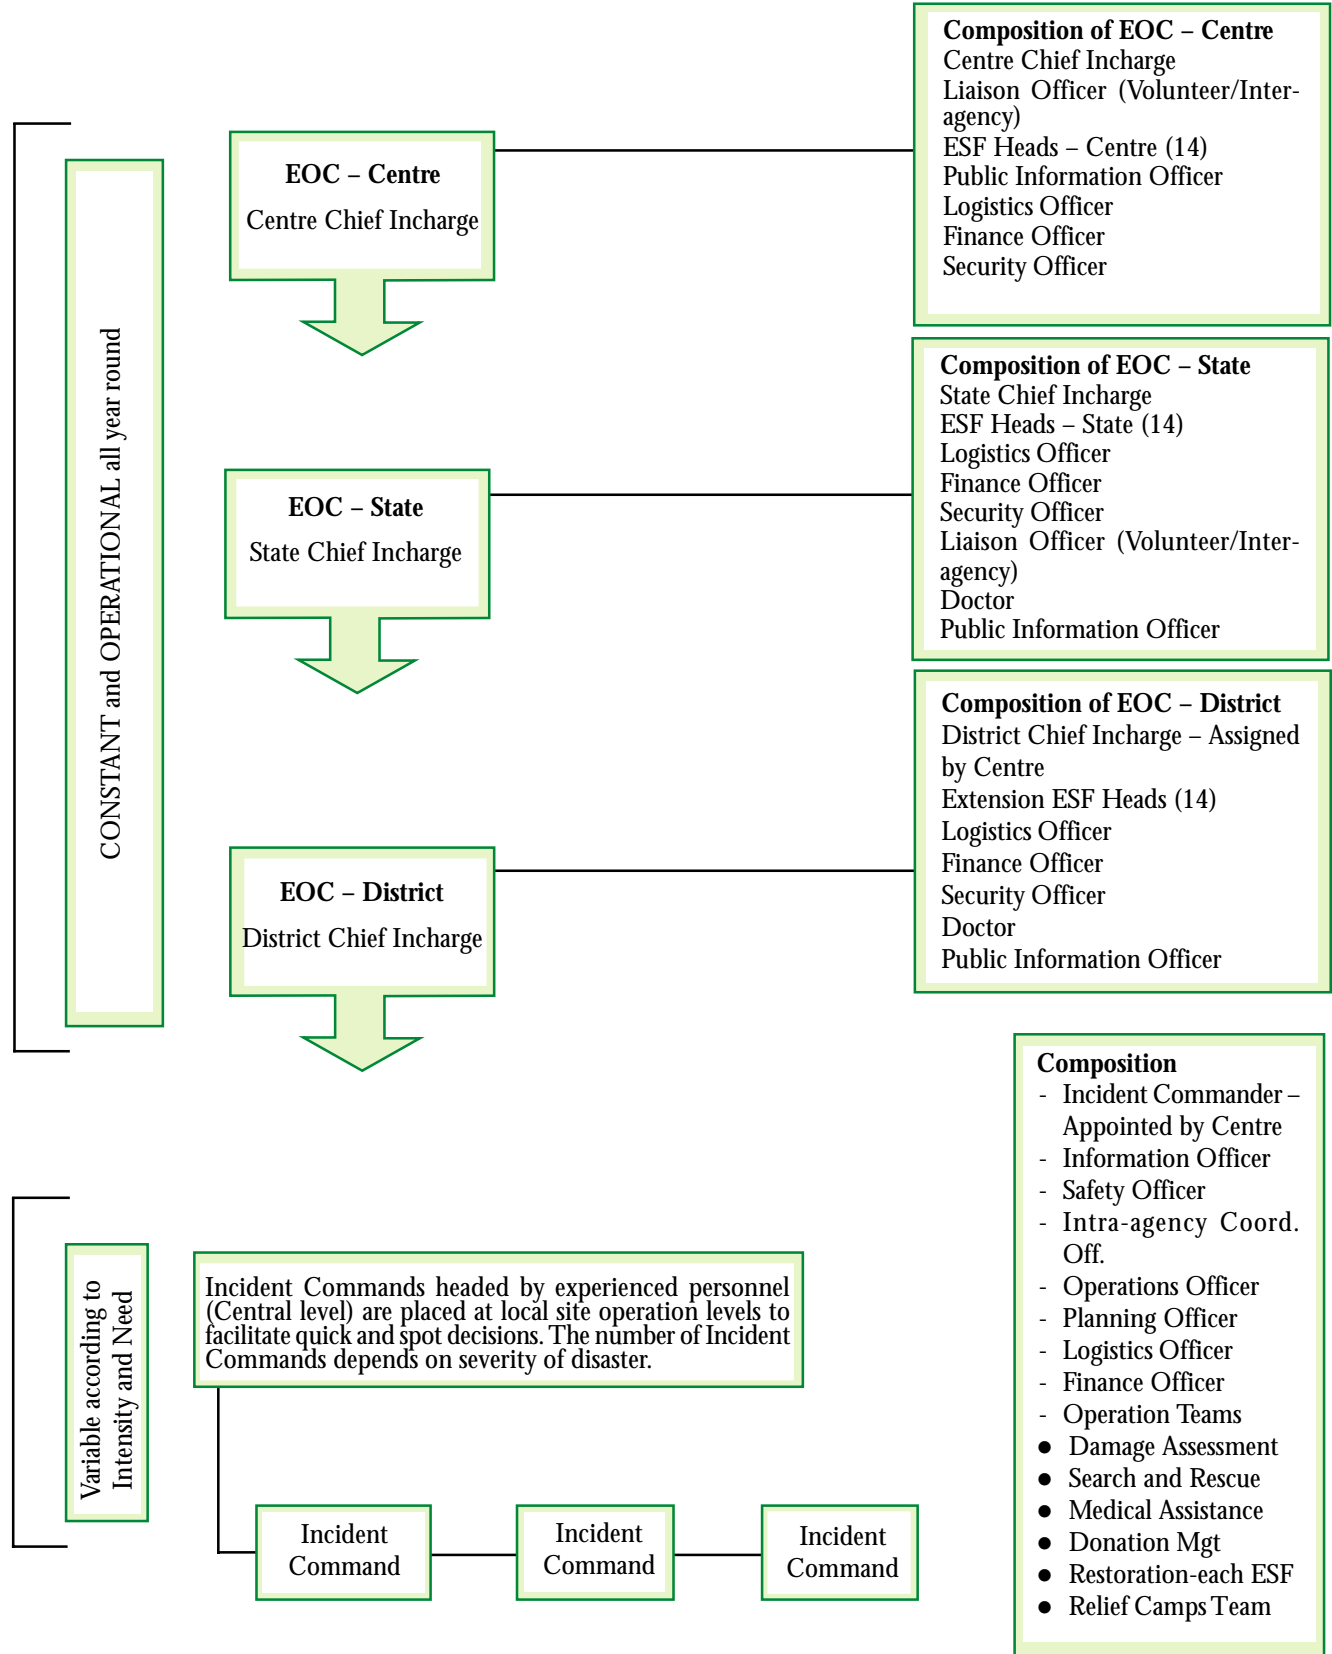 CONSTANT and OPERATIONAL all year round
EOC – Centre
Centre Chief Incharge
Composition of EOC – Centre
Centre Chief Incharge
Liaison Officer (Volunteer/Inter-
agency)
ESF Heads – Centre (14)
Public Information Officer
Logistics Officer
Finance Officer
Security Officer
EOC – State
State Chief Incharge
Composition of EOC – State
State Chief Incharge
ESF Heads – State (14)
Logistics Officer
Finance Officer
Security Officer
Liaison Officer (Volunteer/Inter-
agency)
Doctor
Public Information Officer
EOC – District
District Chief Incharge
Composition of EOC – District
District Chief Incharge – Assigned
by Centre
Extension ESF Heads (14)
Logistics Officer
Finance Officer
Security Officer
Doctor
Public Information Officer
Variable according to
Intensity and Need
Incident Commands headed by experienced personnel
(Central level) are placed at local site operation levels to
facilitate quick and spot decisions. The number of Incident
Commands depends on severity of disaster.
Incident
Command
Incident
Command
Incident
Command
Composition
- Incident Commander –
Appointed by Centre
- Information Officer
- Safety Officer
- Intra-agency Coord.
Off.
- Operations Officer
- Planning Officer
- Logistics Officer
- Finance Officer
- Operation Teams
● Damage Assessment
● Search and Rescue
● Medical Assistance
● Donation Mgt
● Restoration-each ESF
● Relief Camps Team